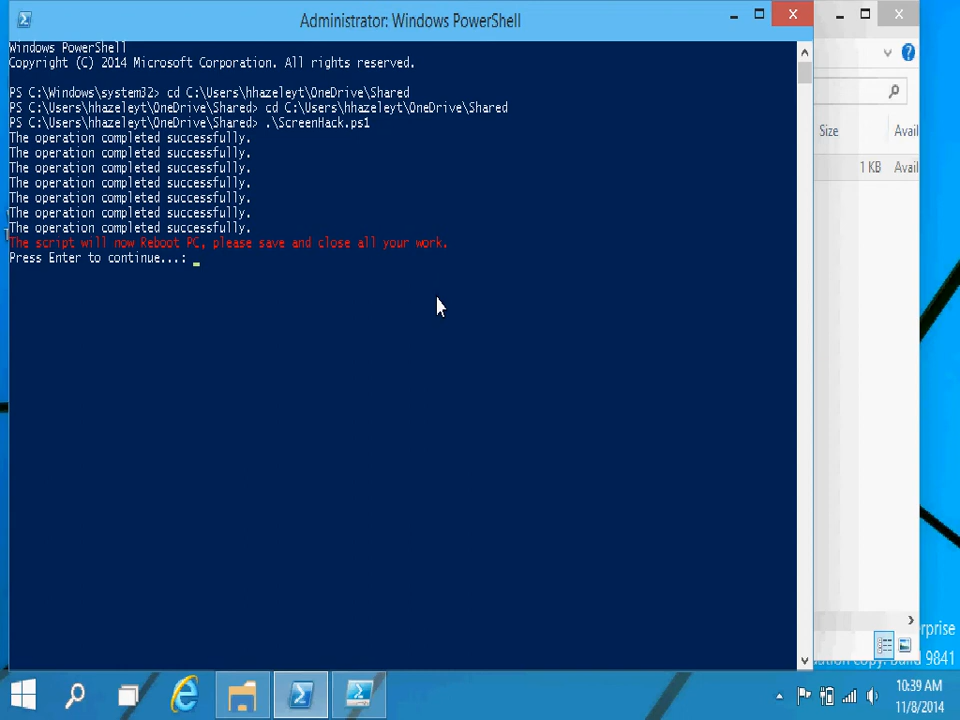 Administrator: Windows PowerShell
Windows PowerShell
Copyright (C) 2014 Microsoft Corporation. All rights reserved.
PS C:\Windows\system32> cd C:\Users\hhazeleyt\OneDrive\Shared
PS C:\Users\hhazeleyt\OneDrive\Shared> cd C:\Users\hhazeleyt\OneDrive\Shared
PS C:\Users\hhazeleyt\OneDrive\Shared> .\ScreenHack.ps1
The operation completed successfully.
The operation completed successfully.
The operation completed successfully.
The operation completed successfully.
The operation completed successfully.
The operation completed successfully.
The operation completed successfully.
The script will now Reboot PC, please save and close all your work.
Press Enter to continue...:
Size Avail
1 KB Avail
erprise
copy. Build 9841
10:39 AM
11/8/2014